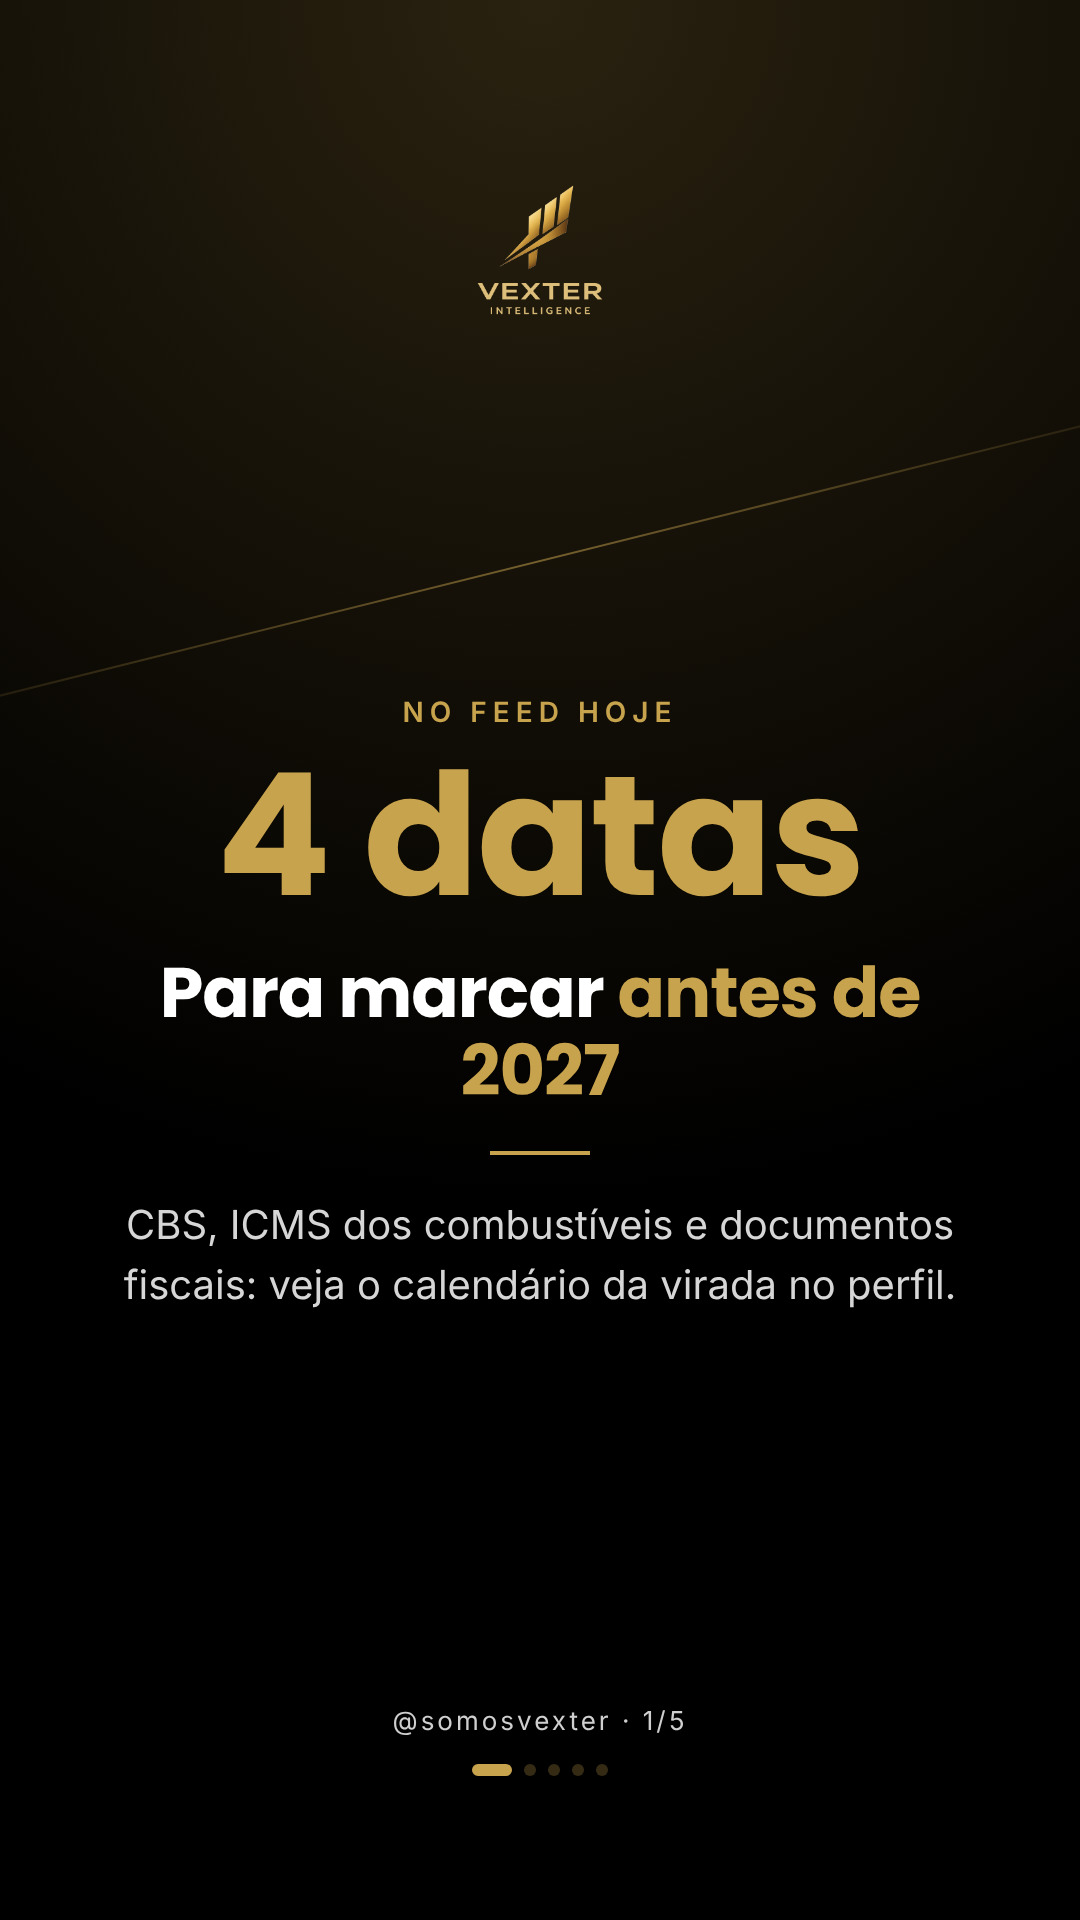 VEXTER
INTELLIGENCE
NO FEED HOJE
4 datas
Para marcar antes de
2027
CBS, ICMS dos combustíveis e documentos
fiscais: veja o calendário da virada no perfil.
@somosvexter · 1/5